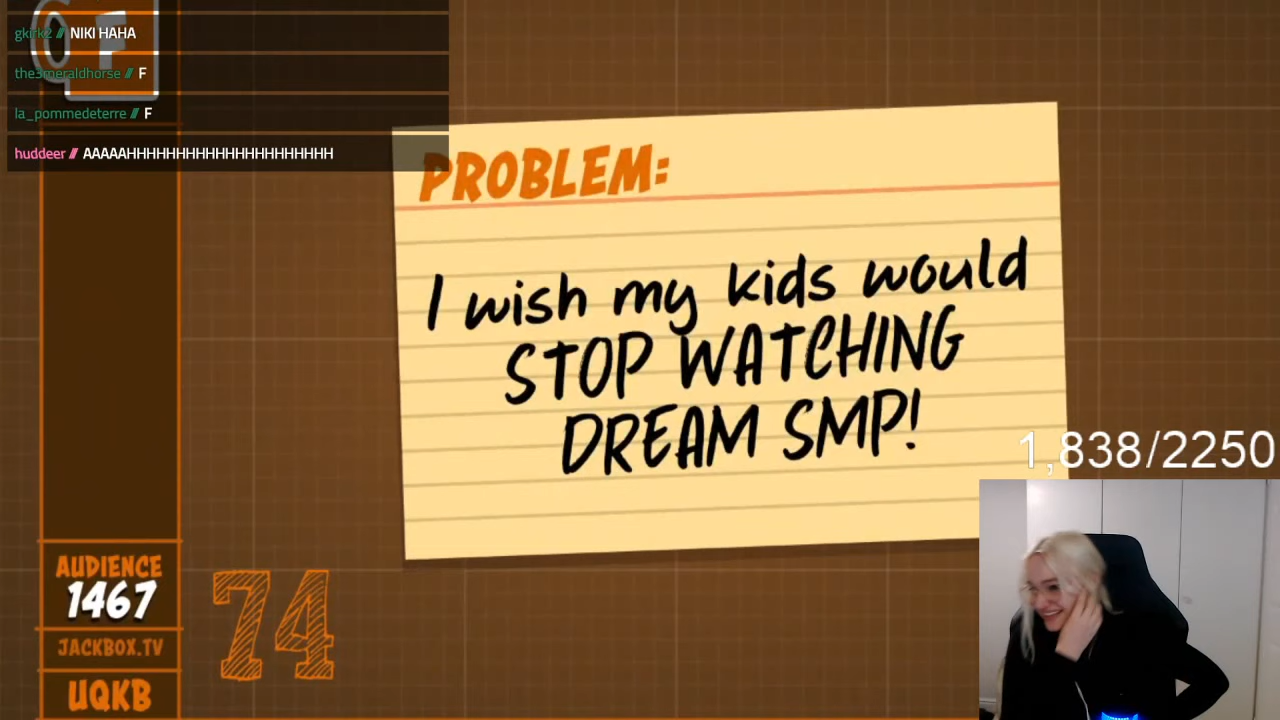 gkirk2 // NIKI HAHA
the3meraldhorse // F
la_pommedeterre // F
huddeer // AAAAAHHHHHHHHHHHHHHHHHHHHH
PROBLEM:
I wish my kids would
STOP WATCHING
DREAM SMP!
1,838/2250
AUDIENCE
1467
JACKBOX.TV
UQKB
74